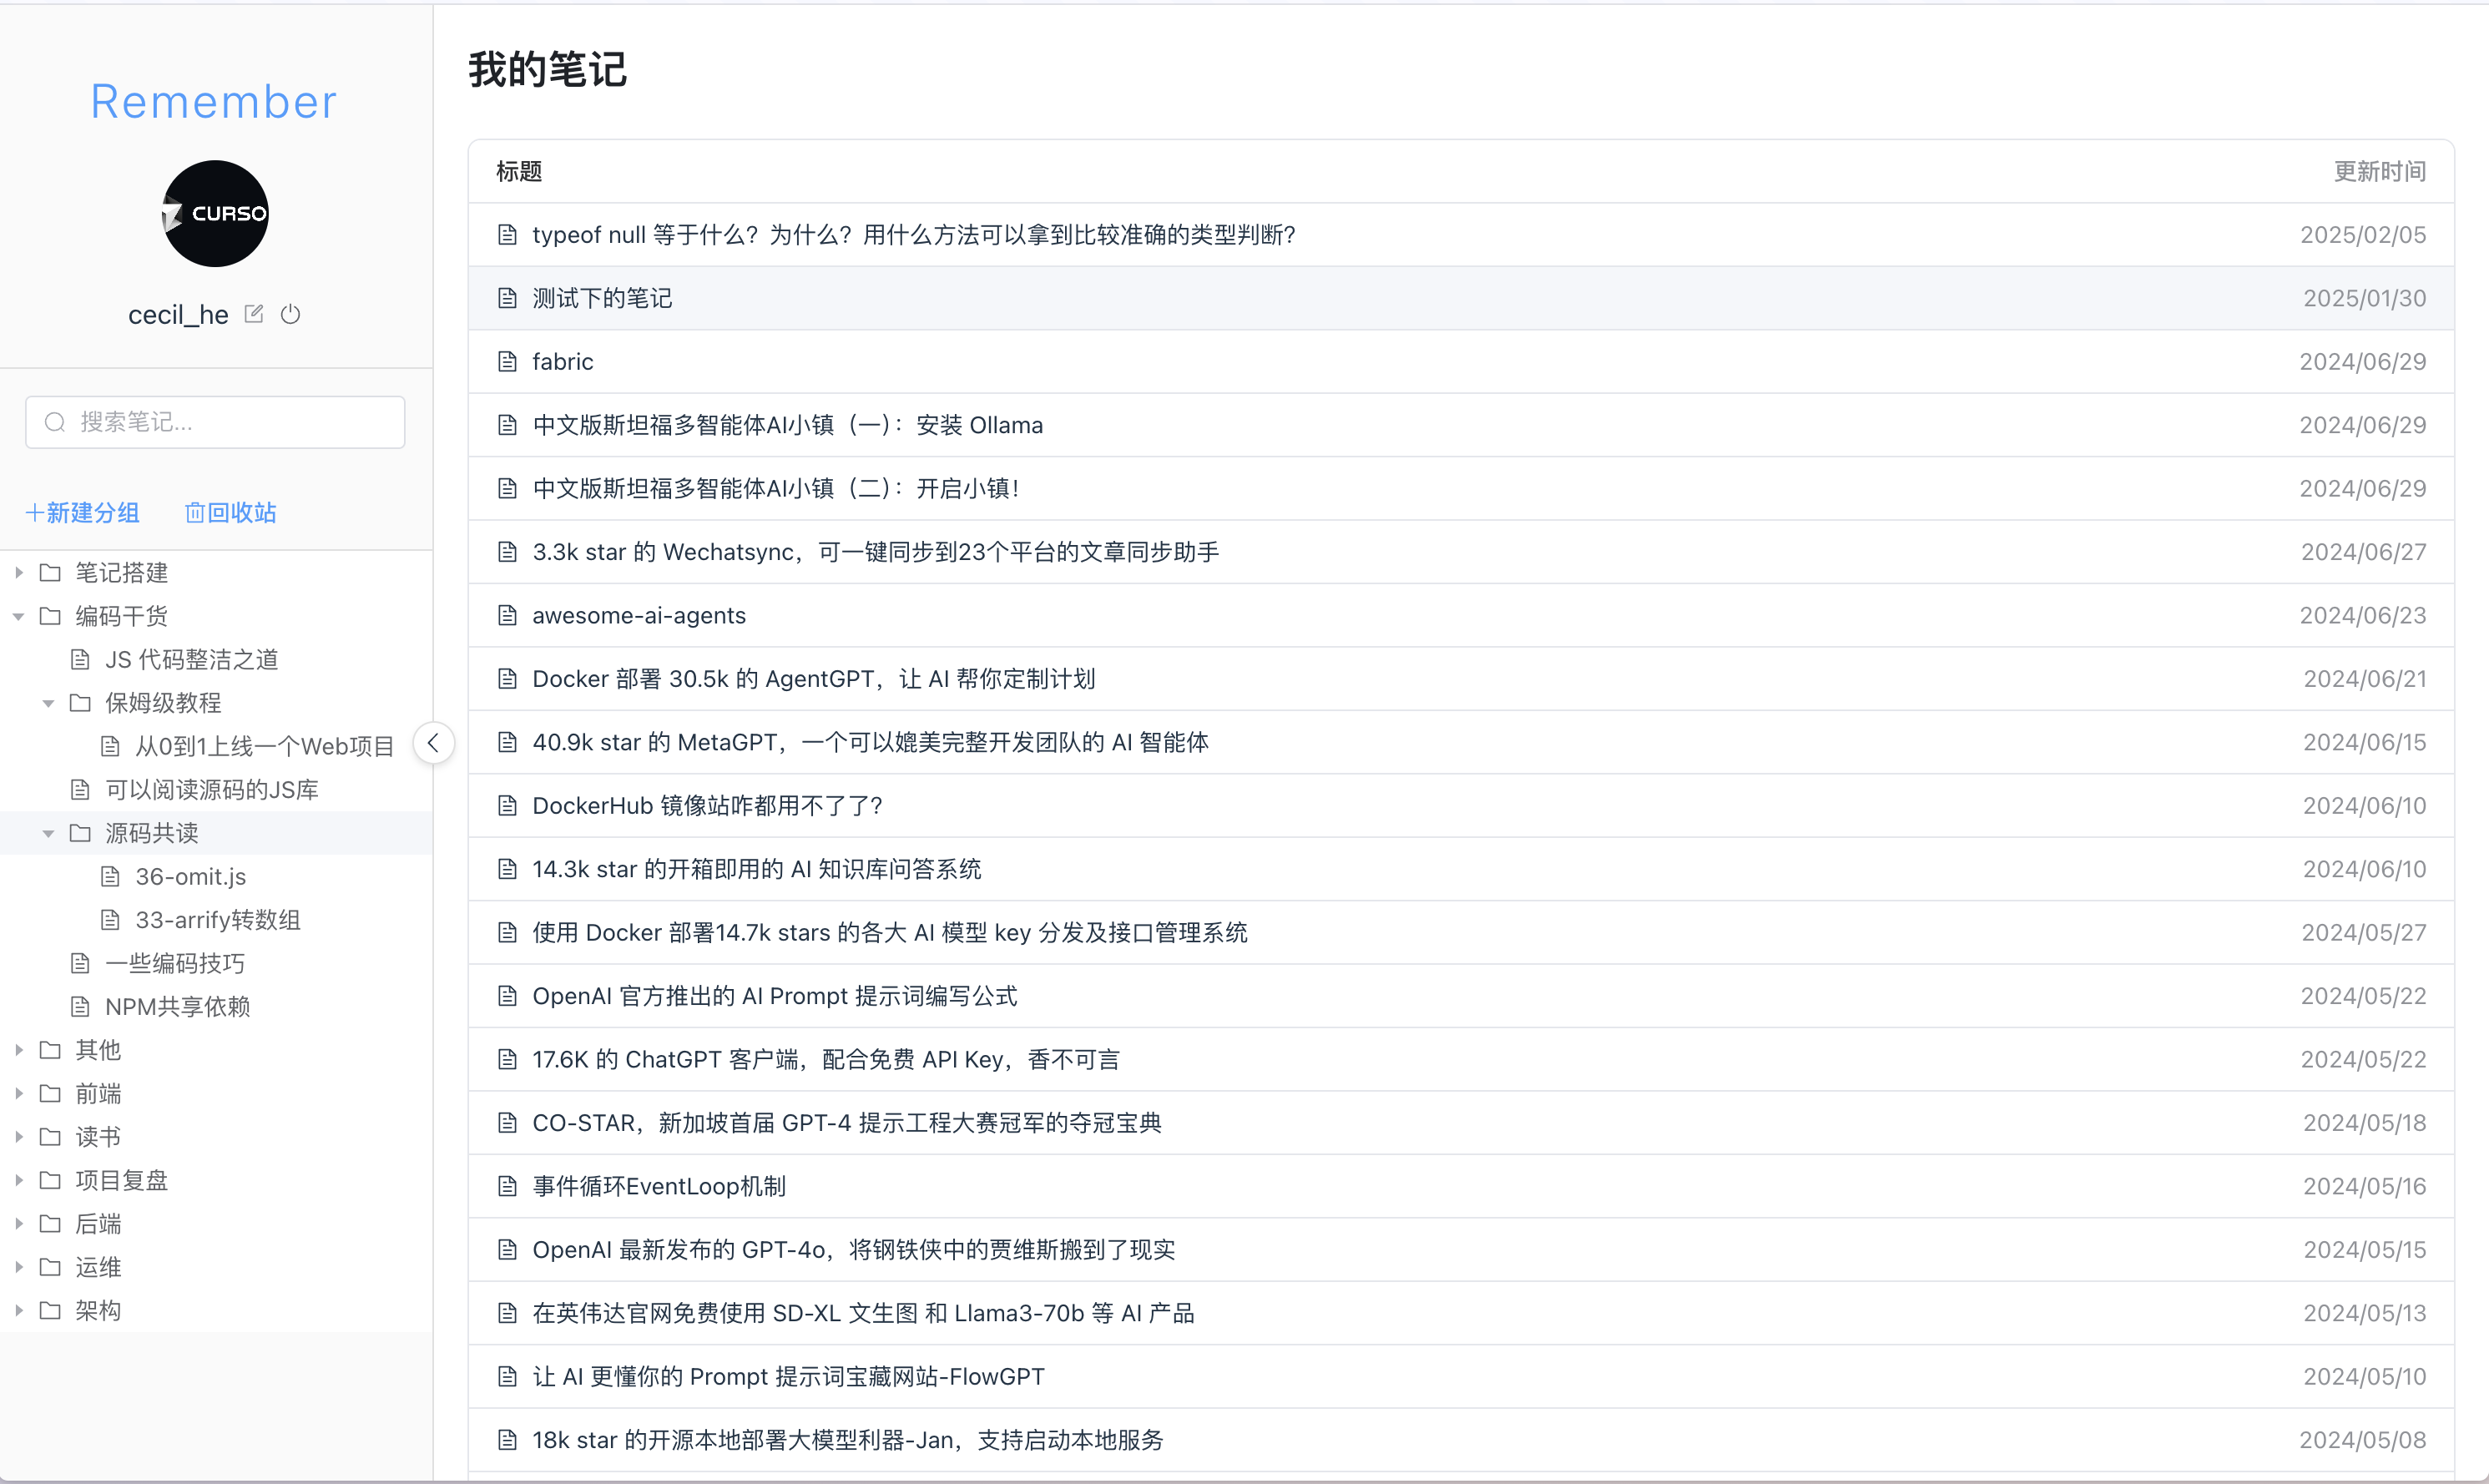 Remember
CURSO
cecil_he
搜索笔记...
新建分组 回收站
笔记搭建
编码干货
JS 代码整洁之道
保姆级教程
从0到1上线一个Web项目
可以阅读源码的JS库
源码共读
36-omit.js
33-arrify转数组
一些编码技巧
NPM共享依赖
其他
前端
读书
项目复盘
后端
运维
架构
我的笔记
标题 更新时间
typeof null 等于什么？为什么？用什么方法可以拿到比较准确的类型判断? 2025/02/05
测试下的笔记 2025/01/30
fabric 2024/06/29
中文版斯坦福多智能体AI小镇（一）：安装 Ollama 2024/06/29
中文版斯坦福多智能体AI小镇（二）：开启小镇！ 2024/06/29
3.3k star 的 Wechatsync，可一键同步到23个平台的文章同步助手 2024/06/27
awesome-ai-agents 2024/06/23
Docker 部署 30.5k 的 AgentGPT，让 AI 帮你定制计划 2024/06/21
40.9k star 的 MetaGPT，一个可以媲美完整开发团队的 AI 智能体 2024/06/15
DockerHub 镜像站咋都用不了了? 2024/06/10
14.3k star 的开箱即用的 AI 知识库问答系统 2024/06/10
使用 Docker 部署14.7k stars 的各大 AI 模型 key 分发及接口管理系统 2024/05/27
OpenAI 官方推出的 AI Prompt 提示词编写公式 2024/05/22
17.6K 的 ChatGPT 客户端，配合免费 API Key，香不可言 2024/05/22
CO-STAR，新加坡首届 GPT-4 提示工程大赛冠军的夺冠宝典 2024/05/18
事件循环EventLoop机制 2024/05/16
OpenAI 最新发布的 GPT-4o，将钢铁侠中的贾维斯搬到了现实 2024/05/15
在英伟达官网免费使用 SD-XL 文生图 和 Llama3-70b 等 AI 产品 2024/05/13
让 AI 更懂你的 Prompt 提示词宝藏网站-FlowGPT 2024/05/10
18k star 的开源本地部署大模型利器-Jan，支持启动本地服务 2024/05/08